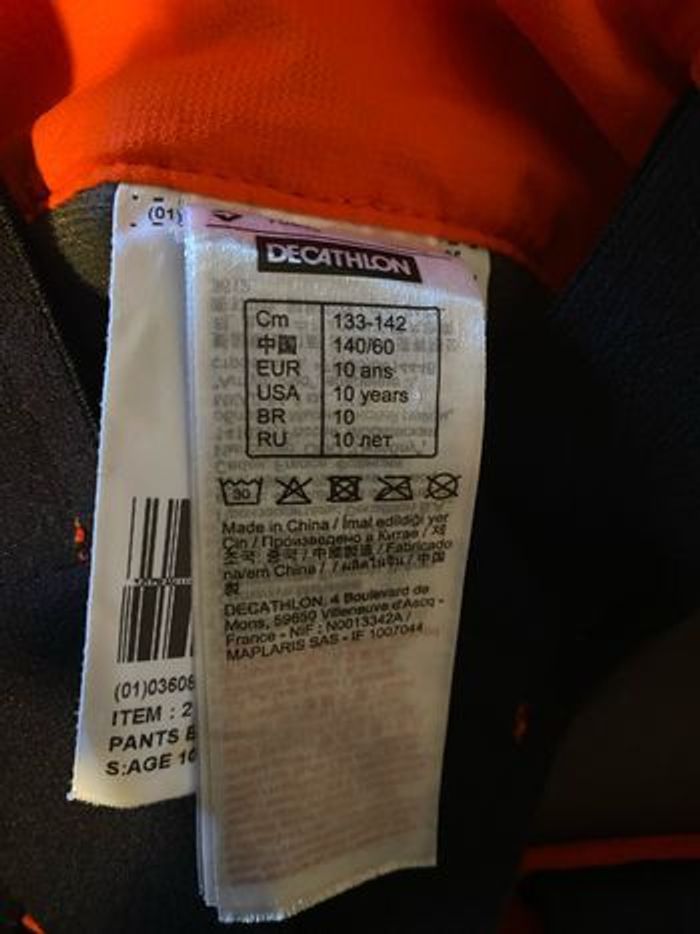 (01)
DECATHLON
Cm 133-142
中国 140/60
EUR 10 ans
USA 10 years
BR 10
RU 10 лет
30
Made in China / İmal edildiği yer
Çin / Произведено в Китае / 제
조국 중국 / 中國製造 / Fabricado
na/em China / / ผลิตในจีน / 中国
製
DECATHLON, 4 Boulevard de
Mons, 59650 Villeneuve d'Ascq -
France - NIF : N0013342A /
MAPLARIS SAS - IF 1007044
(01)03608
ITEM : 2
PANTS
S:AGE 10